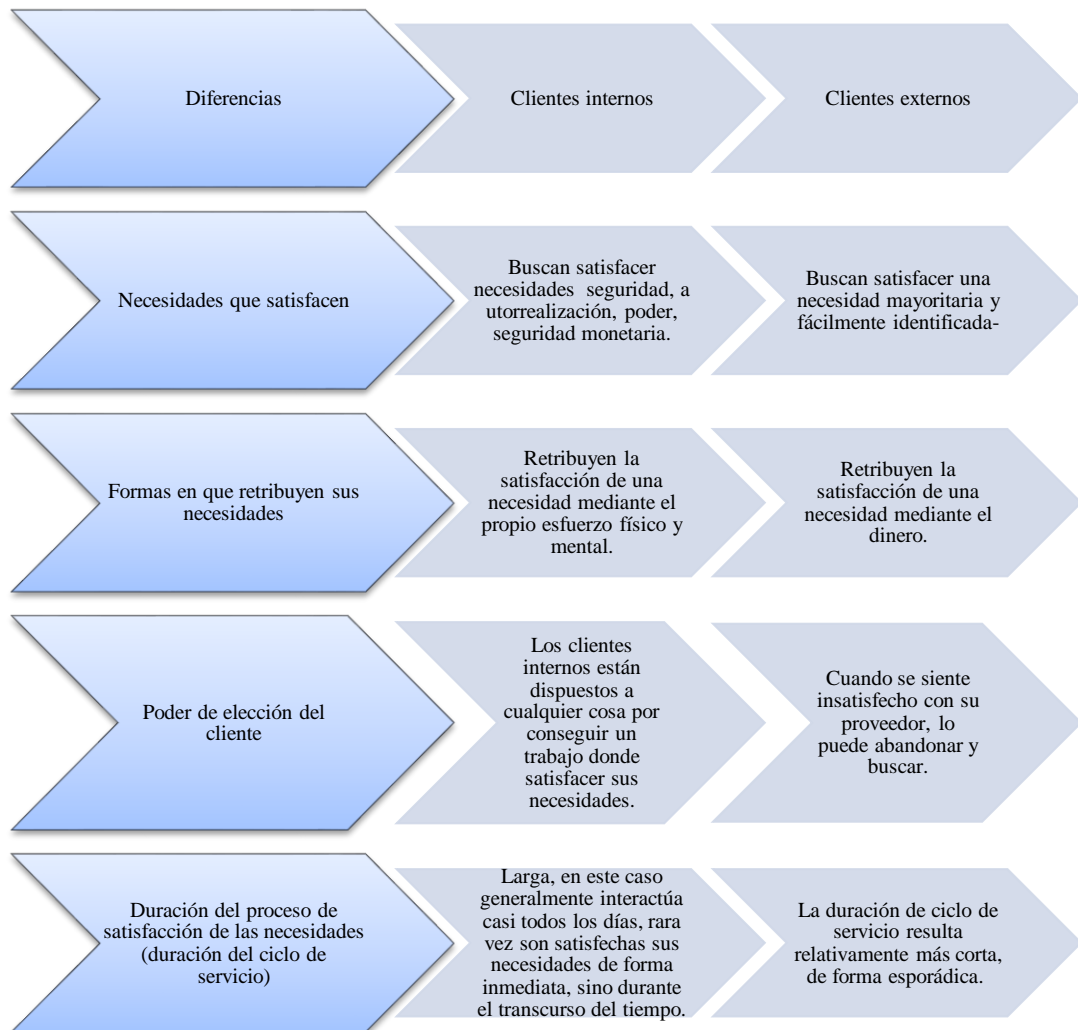 Diferencias
Clientes internos
Clientes externos
Necesidades que satisfacen
Buscan satisfacer
necesidades  seguridad, a
utorrealización, poder,
seguridad monetaria.
Buscan satisfacer una
necesidad mayoritaria y
fácilmente identificada-
Formas en que retribuyen sus
necesidades
Retribuyen la
satisfacción de una
necesidad mediante el
propio esfuerzo físico y
mental.
Retribuyen la
satisfacción de una
necesidad mediante el
dinero.
Poder de elección del
cliente
Los clientes
internos están
dispuestos a
cualquier cosa por
conseguir un
trabajo donde
satisfacer sus
necesidades.
Cuando se siente
insatisfecho con su
proveedor, lo
puede abandonar y
buscar.
Duración del proceso de
satisfacción de las necesidades
(duración del ciclo de
servicio)
Larga, en este caso
generalmente interactúa
casi todos los días, rara
vez son satisfechas sus
necesidades de forma
inmediata, sino durante
el transcurso del tiempo.
La duración de ciclo de
servicio resulta
relativamente más corta,
de forma esporádica.